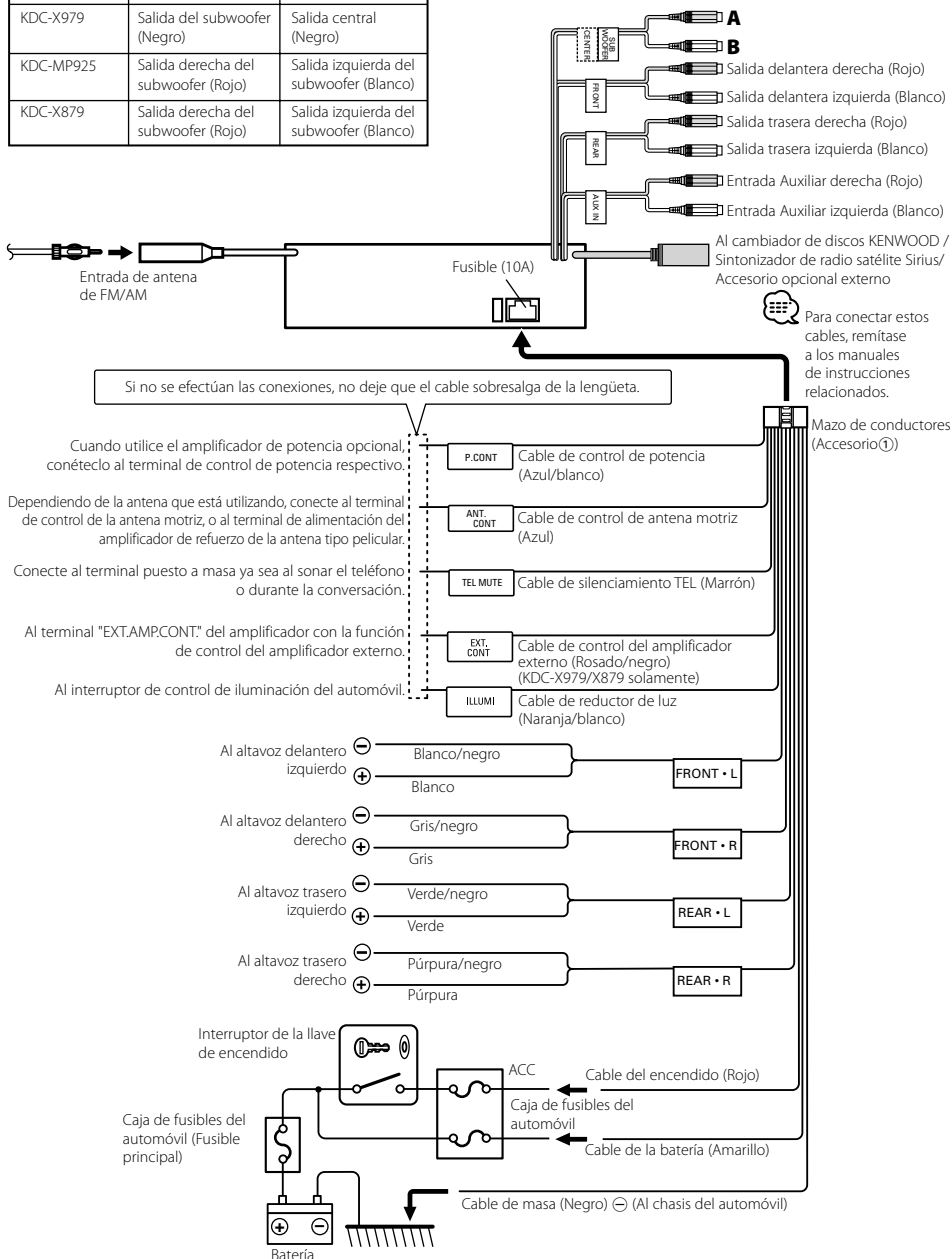 KDC-X979
Salida del subwoofer
(Negro)
Salida central
(Negro)
KDC-MP925
Salida derecha del
subwoofer (Rojo)
Salida izquierda del
subwoofer (Blanco)
KDC-X879
Salida derecha del
subwoofer (Rojo)
Salida izquierda del
subwoofer (Blanco)
CENTER
SUB
WOOFER
A
B
FRONT
Salida delantera derecha (Rojo)
Salida delantera izquierda (Blanco)
REAR
Salida trasera derecha (Rojo)
Salida trasera izquierda (Blanco)
AUX IN
Entrada Auxiliar derecha (Rojo)
Entrada Auxiliar izquierda (Blanco)
Al cambiador de discos KENWOOD /
Sintonizador de radio satélite Sirius/
Accesorio opcional externo
Entrada de antena
de FM/AM
Fusible (10A)
Para conectar estos
cables, remítase
a los manuales
de instrucciones
relacionados.
Si no se efectúan las conexiones, no deje que el cable sobresalga de la lengüeta.
Mazo de conductores
(Accesorio①)
Cuando utilice el amplificador de potencia opcional,
conéteclo al terminal de control de potencia respectivo.
P.CONT
Cable de control de potencia
(Azul/blanco)
Dependiendo de la antena que está utilizando, conecte al terminal
de control de la antena motriz, o al terminal de alimentación del
amplificador de refuerzo de la antena tipo pelicular.
ANT.
CONT
Cable de control de antena motriz
(Azul)
Conecte al terminal puesto a masa ya sea al sonar el teléfono
o durante la conversación.
TEL MUTE
Cable de silenciamiento TEL (Marrón)
Al terminal "EXT.AMP.CONT." del amplificador con la función
de control del amplificador externo.
EXT.
CONT
Cable de control del amplificador
externo (Rosado/negro)
(KDC-X979/X879 solamente)
Al interruptor de control de iluminación del automóvil.
ILLUMI
Cable de reductor de luz
(Naranja/blanco)
Al altavoz delantero
izquierdo
⊖
⊕
Blanco/negro
Blanco
FRONT • L
Al altavoz delantero
derecho
⊖
⊕
Gris/negro
Gris
FRONT • R
Al altavoz trasero
izquierdo
⊖
⊕
Verde/negro
Verde
REAR • L
Al altavoz trasero
derecho
⊖
⊕
Púrpura/negro
Púrpura
REAR • R
Interruptor de la llave
de encendido
ACC
Cable del encendido (Rojo)
Caja de fusibles del
automóvil
Caja de fusibles del
automóvil (Fusible
principal)
Cable de la batería (Amarillo)
Cable de masa (Negro) ⊖ (Al chasis del automóvil)
⊕ ⊖
Batería